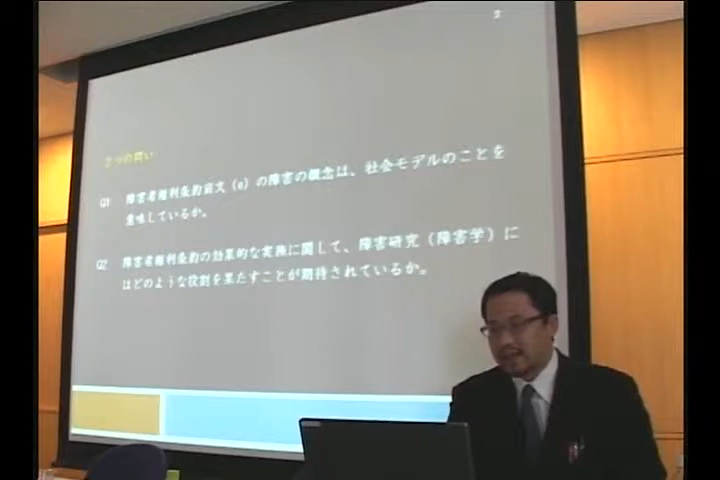 2つの問い
Q1 障害者権利条約前文（e）の障害の概念は、社会モデルのことを
意味しているか。
Q2 障害者権利条約の効果的な実施に関して、障害研究（障害学）に
はどのような役割を果たすことが期待されているか。